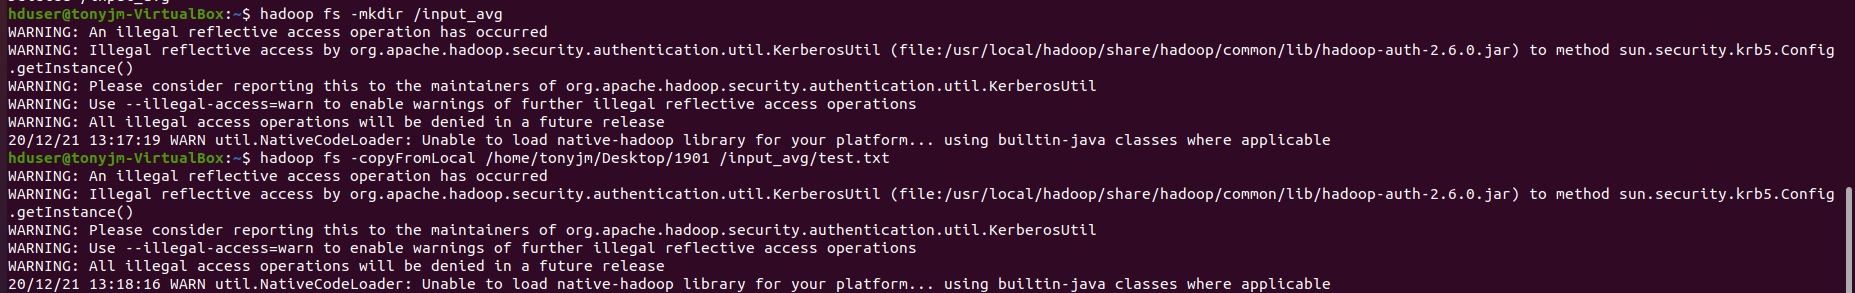 hduser@tonyjm-VirtualBox:~$ hadoop fs -mkdir /input_avg
WARNING: An illegal reflective access operation has occurred
WARNING: Illegal reflective access by org.apache.hadoop.security.authentication.util.KerberosUtil (file:/usr/local/hadoop/share/hadoop/common/lib/hadoop-auth-2.6.0.jar) to method sun.security.krb5.Config
.getInstance()
WARNING: Please consider reporting this to the maintainers of org.apache.hadoop.security.authentication.util.KerberosUtil
WARNING: Use --illegal-access=warn to enable warnings of further illegal reflective access operations
WARNING: All illegal access operations will be denied in a future release
20/12/21 13:17:19 WARN util.NativeCodeLoader: Unable to load native-hadoop library for your platform... using builtin-java classes where applicable
hduser@tonyjm-VirtualBox:~$ hadoop fs -copyFromLocal /home/tonyjm/Desktop/1901 /input_avg/test.txt
WARNING: An illegal reflective access operation has occurred
WARNING: Illegal reflective access by org.apache.hadoop.security.authentication.util.KerberosUtil (file:/usr/local/hadoop/share/hadoop/common/lib/hadoop-auth-2.6.0.jar) to method sun.security.krb5.Config
.getInstance()
WARNING: Please consider reporting this to the maintainers of org.apache.hadoop.security.authentication.util.KerberosUtil
WARNING: Use --illegal-access=warn to enable warnings of further illegal reflective access operations
WARNING: All illegal access operations will be denied in a future release
20/12/21 13:18:16 WARN util.NativeCodeLoader: Unable to load native-hadoop library for your platform... using builtin-java classes where applicable